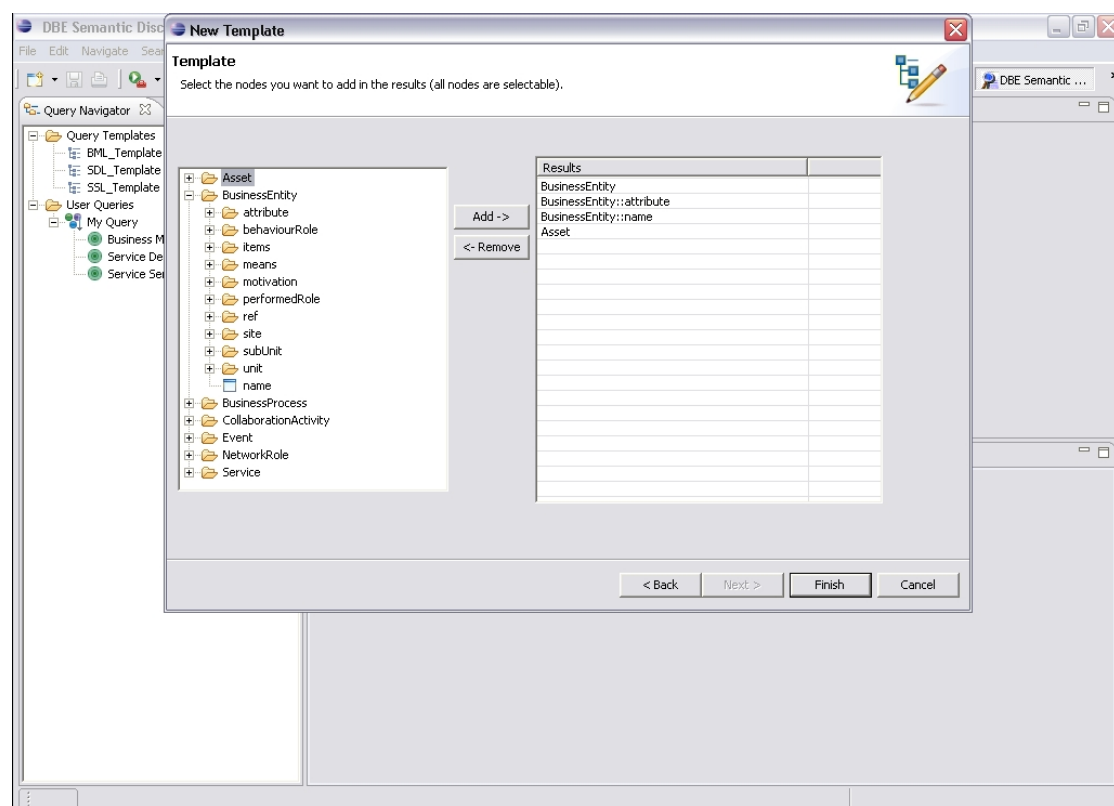 DBE Semantic Disc
New Template
File Edit Navigate Sear
Template
Select the nodes you want to add in the results (all nodes are selectable).
DBE Semantic ...
Query Navigator
Query Templates
BML_Template
SDL_Template
SSL_Template
User Queries
My Query
Business M
Service De
Service Se
Asset
BusinessEntity
attribute
behaviourRole
items
means
motivation
performedRole
ref
site
subUnit
unit
name
BusinessProcess
CollaborationActivity
Event
NetworkRole
Service
Add ->
<- Remove
Results
BusinessEntity
BusinessEntity::attribute
BusinessEntity::name
Asset
< Back Next > Finish Cancel